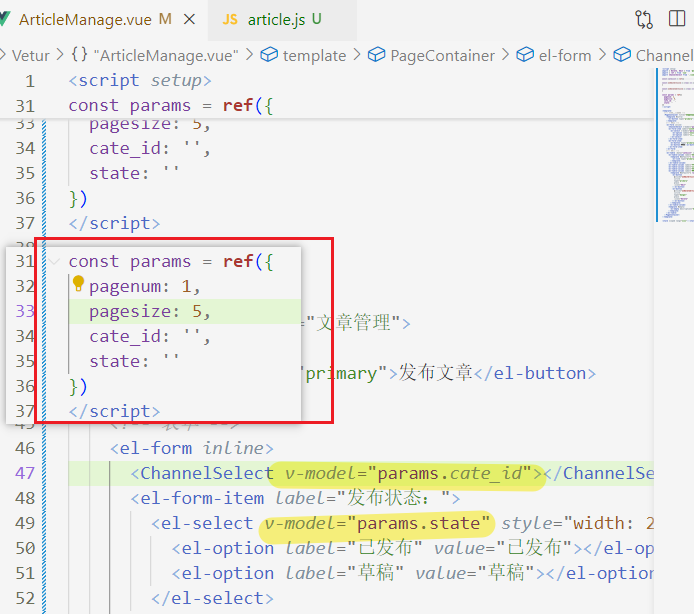 ArticleManage.vue M ×
JS article.js U
Vetur > {} "ArticleManage.vue" > template > PageContainer > el-form > Channel
1 <script setup>
31 const params = ref({
33 pagesize: 5,
34 cate_id: '',
35 state: ''
36 })
37 </script>
31 const params = ref({
32 pagenum: 1,
33 pagesize: 5,
="文章管理">
34 cate_id: '',
35 state: ''
"primary">发布文章</el-button>
36 })
37 </script>
46 <el-form inline>
47 <ChannelSelect v-model="params.cate_id"></ChannelSe
48 <el-form-item label="发布状态：">
49 <el-select v-model="params.state" style="width: 2
50 <el-option label="已发布" value="已发布"></el-op
51 <el-option label="草稿" value="草稿"></el-option
52 </el-select>